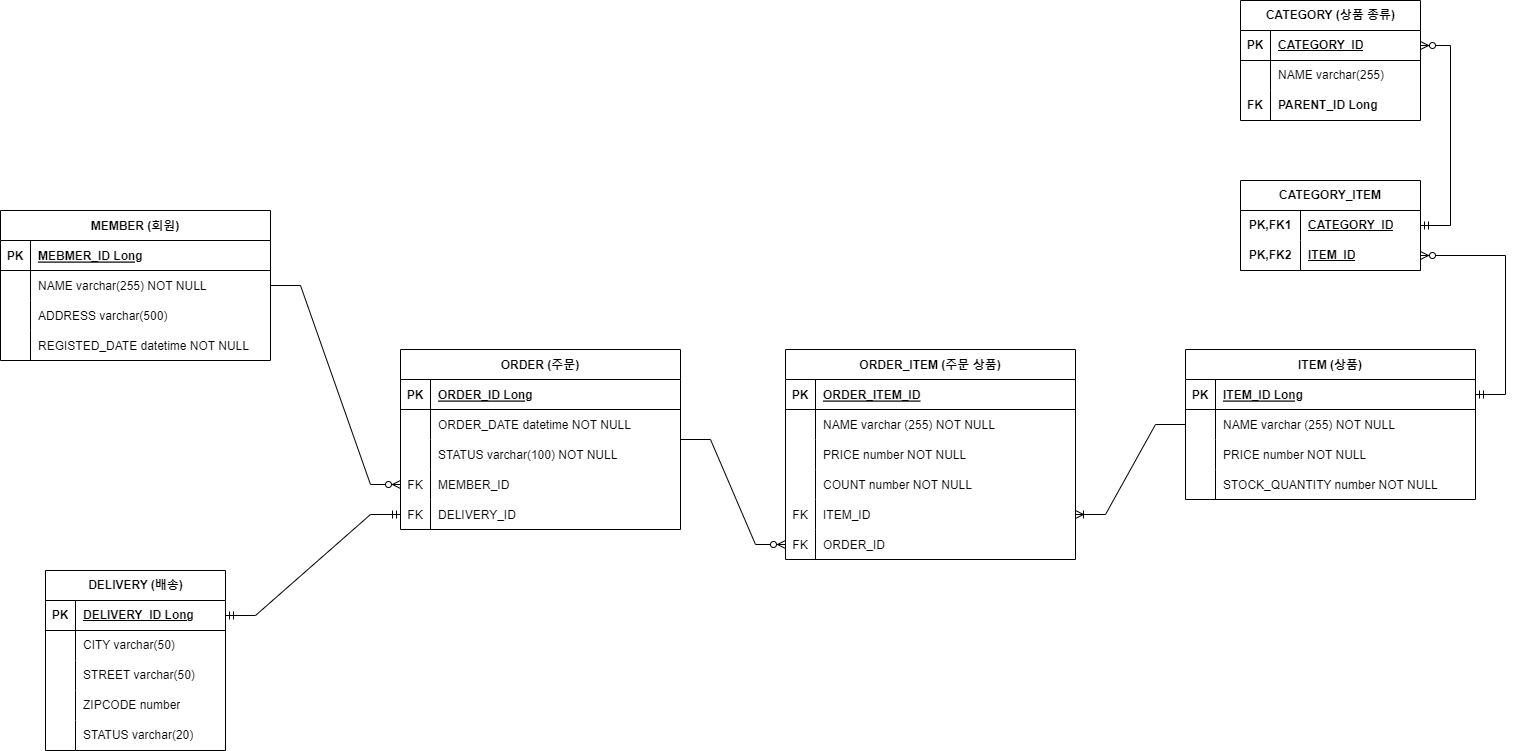 CATEGORY (상품 종류)
PK CATEGORY_ID
NAME varchar(255)
FK PARENT_ID Long
CATEGORY_ITEM
PK,FK1 CATEGORY_ID
PK,FK2 ITEM_ID
MEMBER (회원)
PK MEBMER_ID Long
NAME varchar(255) NOT NULL
ADDRESS varchar(500)
REGISTED_DATE datetime NOT NULL
ORDER (주문)
PK ORDER_ID Long
ORDER_DATE datetime NOT NULL
STATUS varchar(100) NOT NULL
FK MEMBER_ID
FK DELIVERY_ID
ORDER_ITEM (주문 상품)
PK ORDER_ITEM_ID
NAME varchar (255) NOT NULL
PRICE number NOT NULL
COUNT number NOT NULL
FK ITEM_ID
FK ORDER_ID
ITEM (상품)
PK ITEM_ID Long
NAME varchar (255) NOT NULL
PRICE number NOT NULL
STOCK_QUANTITY number NOT NULL
DELIVERY (배송)
PK DELIVERY_ID Long
CITY varchar(50)
STREET varchar(50)
ZIPCODE number
STATUS varchar(20)